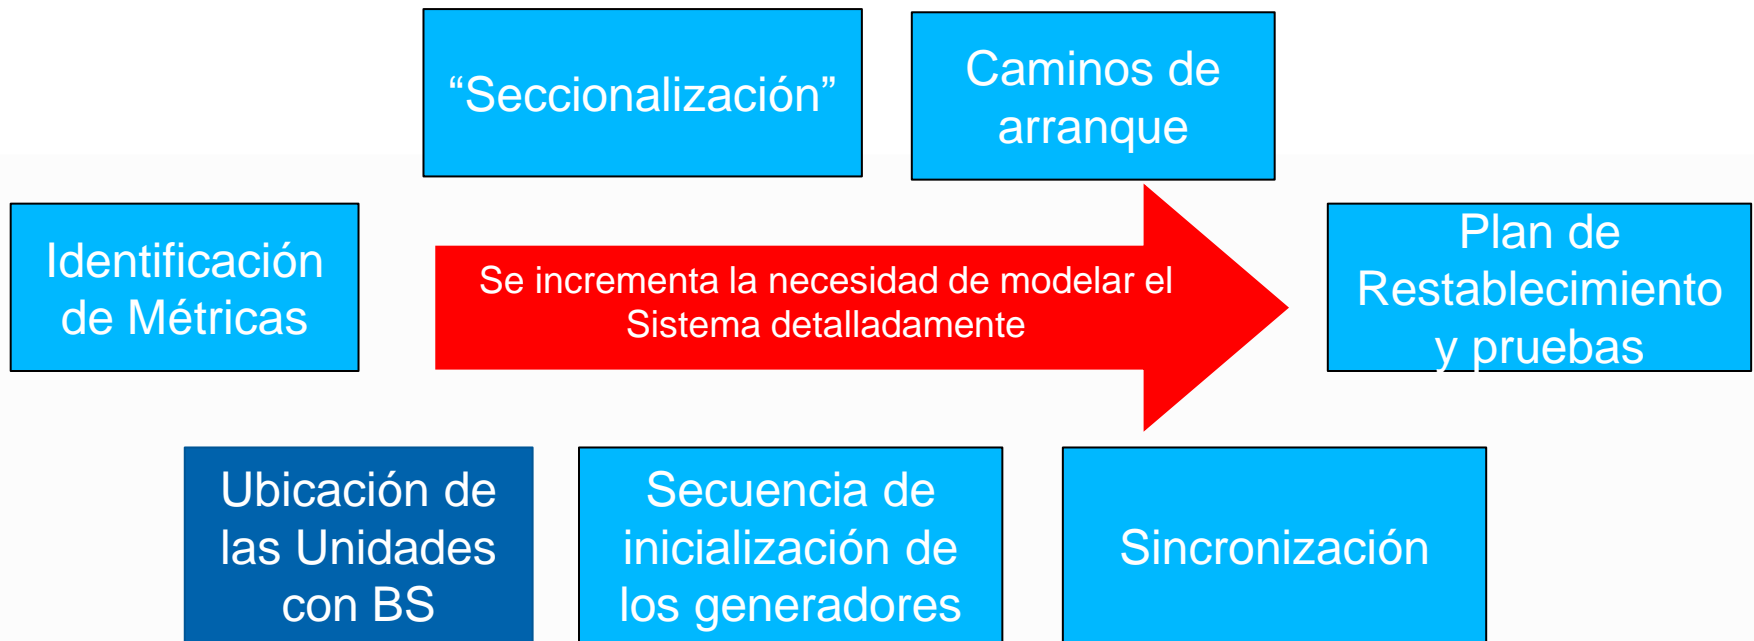 “Seccionalización”
Caminos de
arranque
Identificación
de Métricas
Se incrementa la necesidad de modelar el
Sistema detalladamente
Plan de
Restablecimiento
y pruebas
Ubicación de
las Unidades
con BS
Secuencia de
inicialización de
los generadores
Sincronización